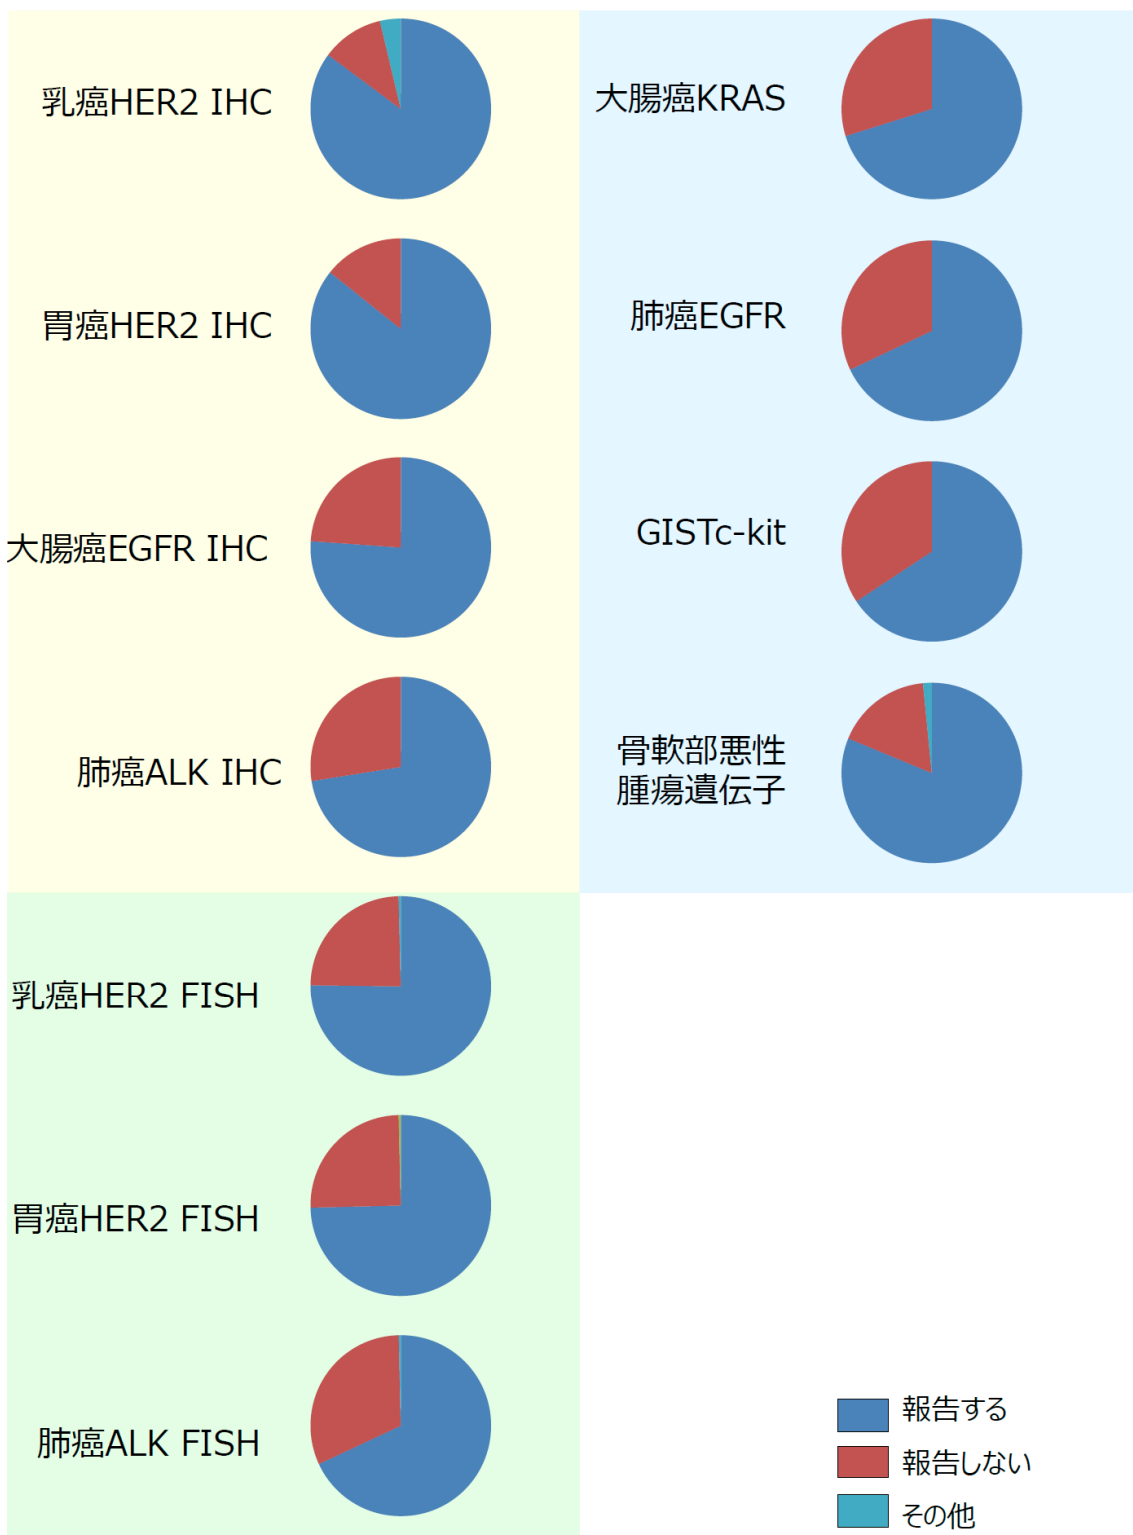 乳癌HER2 IHC
胃癌HER2 IHC
大腸癌EGFR IHC
肺癌ALK IHC
乳癌HER2 FISH
胃癌HER2 FISH
肺癌ALK FISH
大腸癌KRAS
肺癌EGFR
GISTc-kit
骨軟部悪性
腫瘍遺伝子
報告する
報告しない
その他